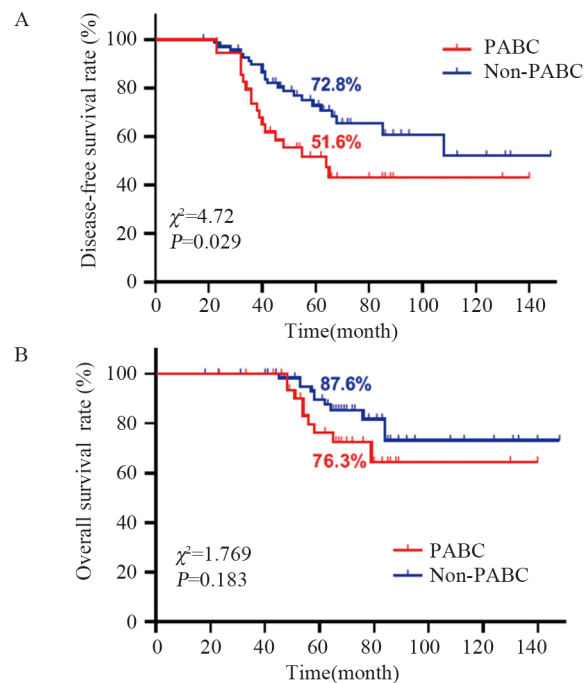 A
Disease-free survival rate (%)
100
80
60
40
20
0
PABC
Non-PABC
72.8%
51.6%
χ²=4.72
P=0.029
0 20 40 60 80 100 120 140
Time(month)
B
Overall survival rate (%)
100
80
60
40
20
0
87.6%
76.3%
χ²=1.769
P=0.183
PABC
Non-PABC
0 20 40 60 80 100 120 140
Time(month)